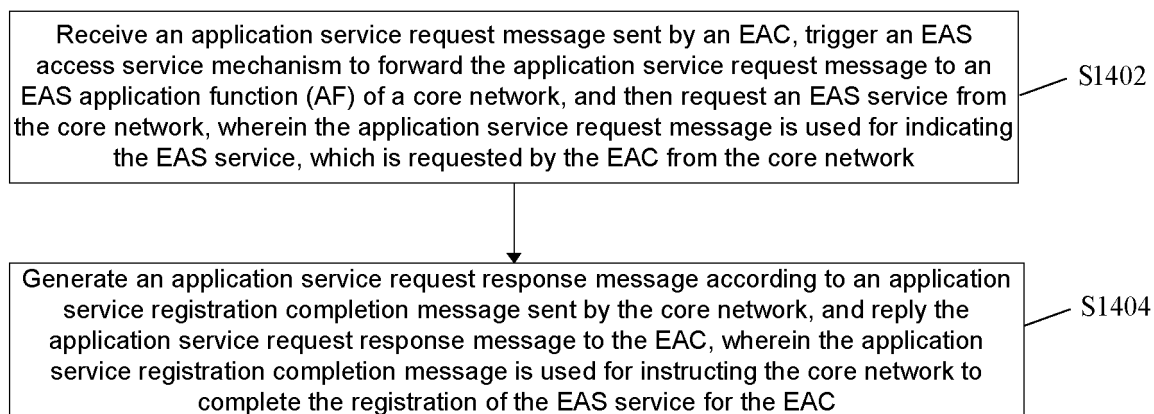 Receive an application service request message sent by an EAC, trigger an EAS
access service mechanism to forward the application service request message to an
EAS application function (AF) of a core network, and then request an EAS service from
the core network, wherein the application service request message is used for indicating
the EAS service, which is requested by the EAC from the core network
S1402
Generate an application service request response message according to an application
service registration completion message sent by the core network, and reply the
application service request response message to the EAC, wherein the application
service registration completion message is used for instructing the core network to
complete the registration of the EAS service for the EAC
S1404